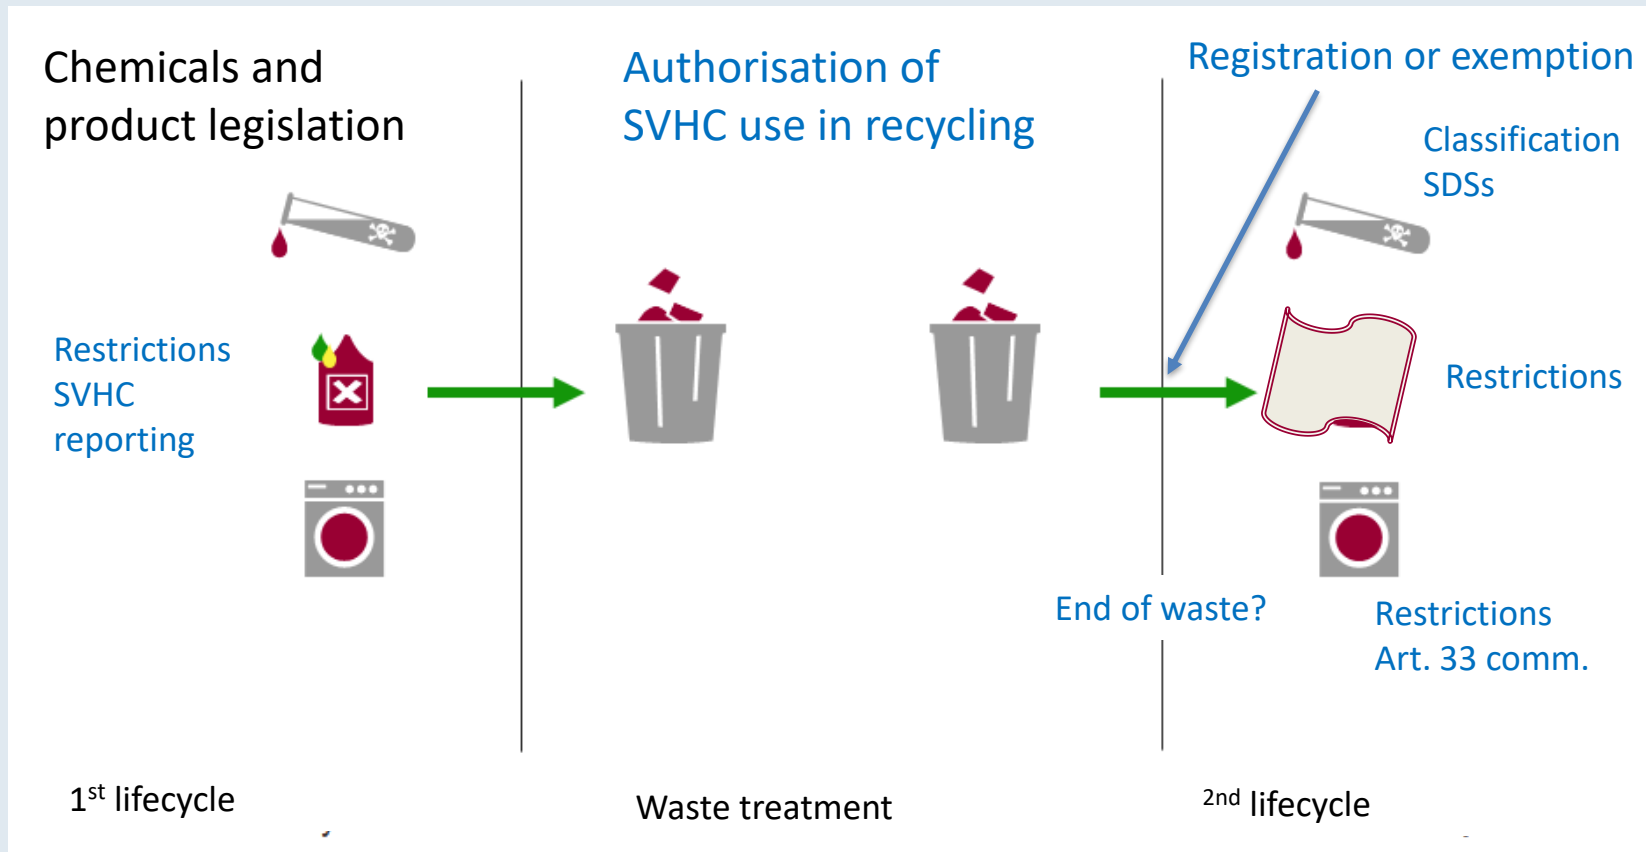 Chemicals and
product legislation
Authorisation of
SVHC use in recycling
Registration or exemption
Classification
SDSs
Restrictions
SVHC
reporting
Restrictions
End of waste?
Restrictions
Art. 33 comm.
1st lifecycle
Waste treatment
2nd lifecycle